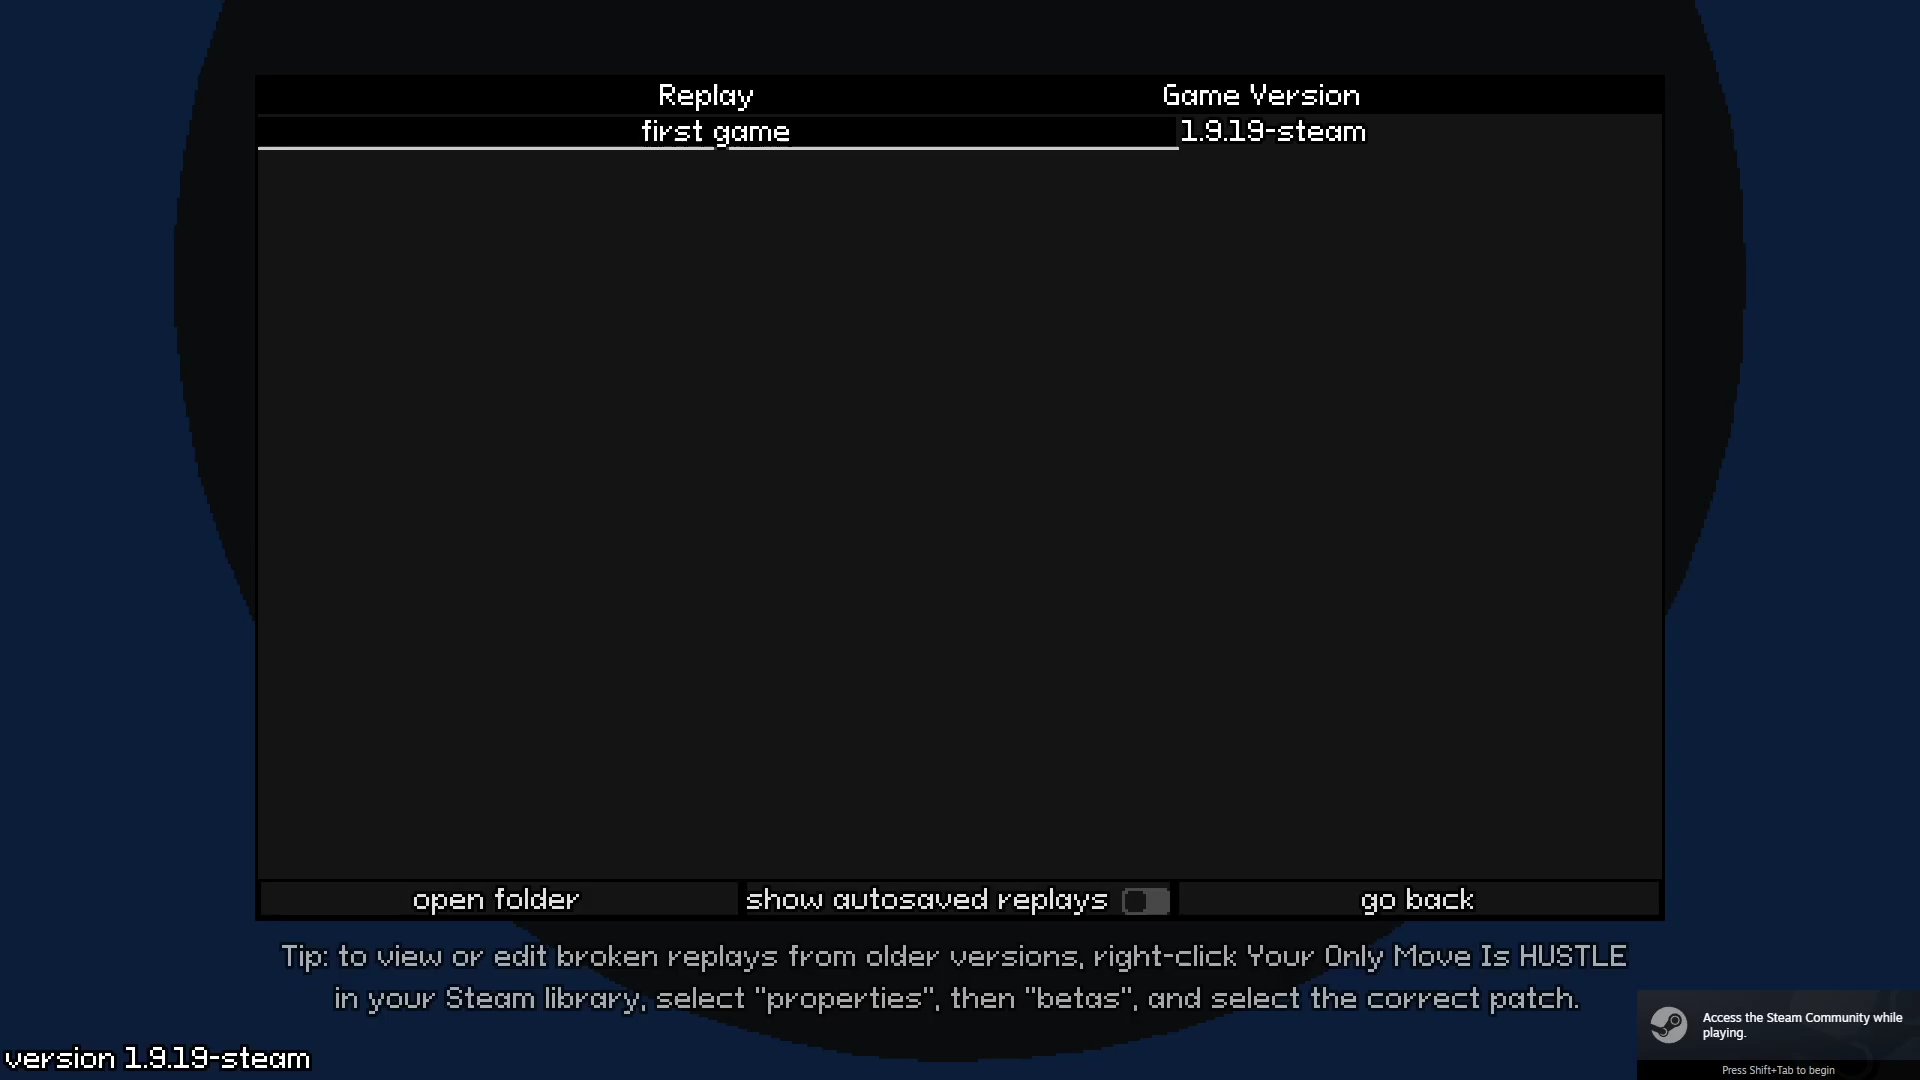 Replay Game Version
first game 1.9.19-steam
open folder show autosaved replays go back
Tip: to view or edit broken replays from older versions, right-click Your Only Move Is HUSTLE
in your Steam library, select "properties", then "betas", and select the correct patch.
Access the Steam Community while
playing.
version 1.9.19-steam
Press Shift+Tab to begin